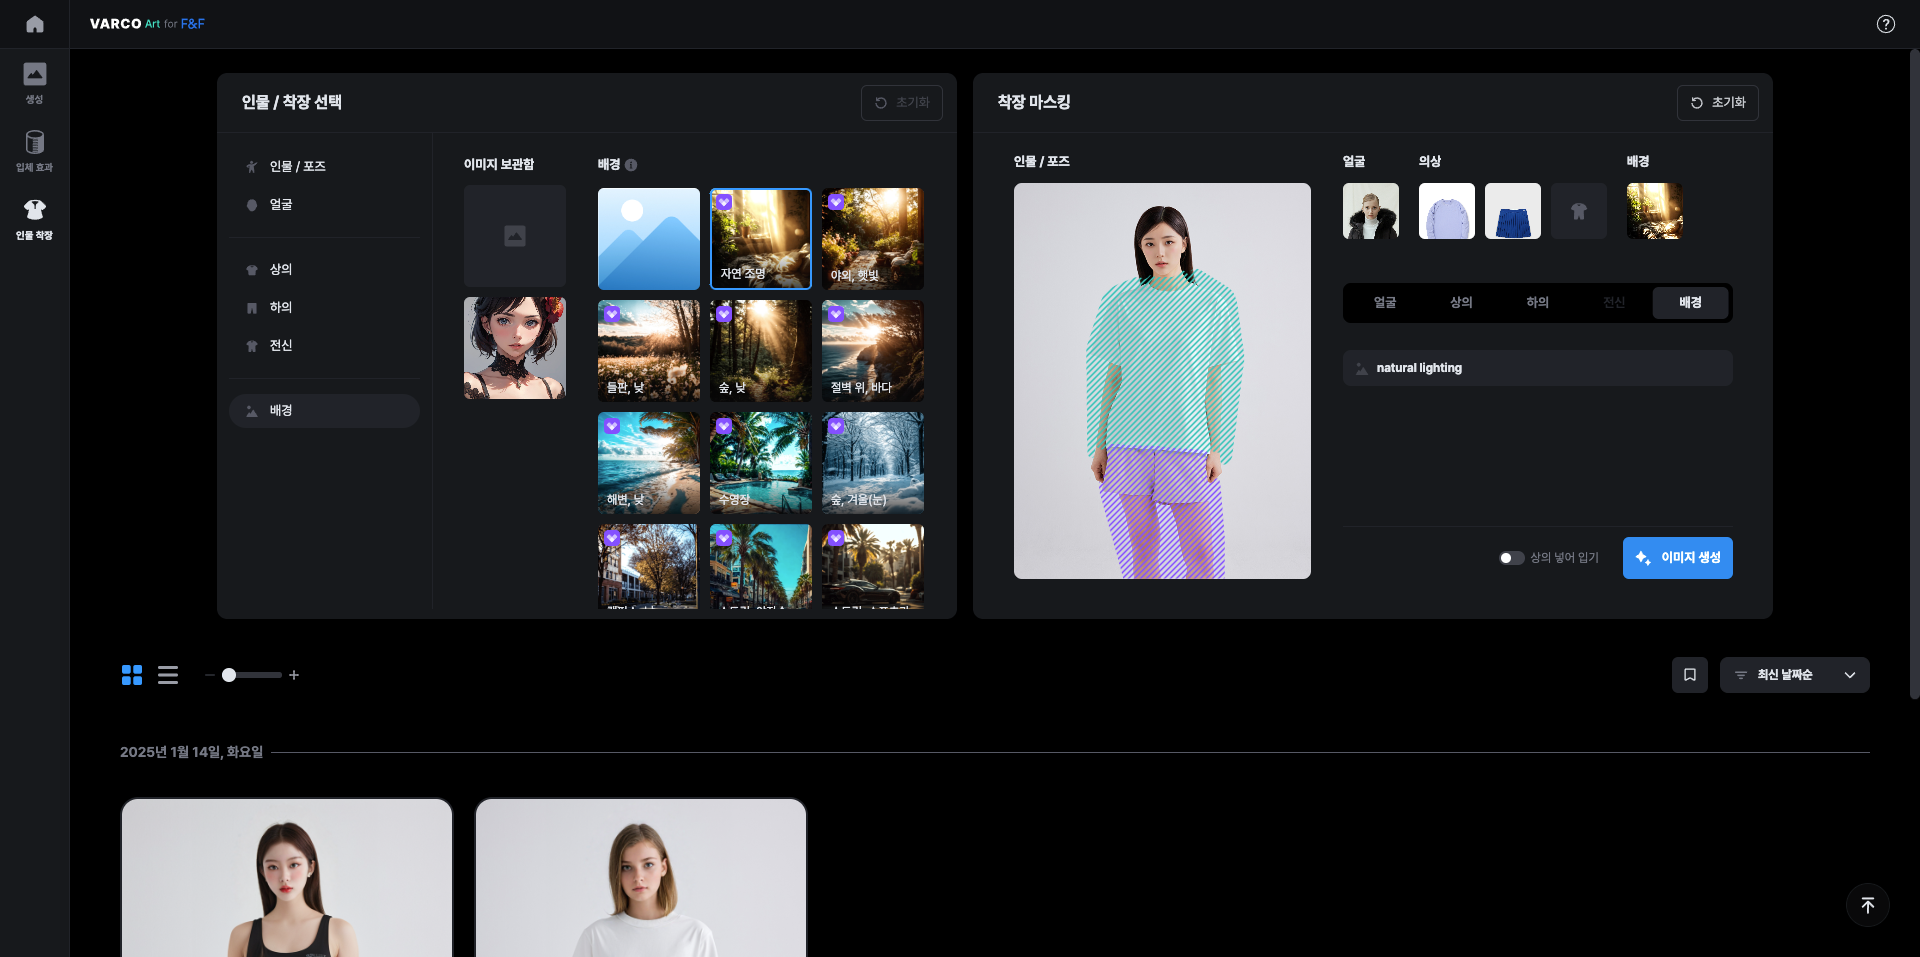 VARCO Art for F&F
생성
입체 효과
인물 착장
인물 / 착장 선택
초기화
인물 / 포즈
얼굴
상의
하의
전신
배경
이미지 보관함
배경
자연 조명
야외, 햇빛
들판, 낮
숲, 낮
절벽 위, 바다
해변, 낮
수영장
숲, 겨울(눈)
착장 마스킹
초기화
인물 / 포즈
얼굴
의상
배경
얼굴
상의
하의
전신
배경
natural lighting
상의 넣어 입기
이미지 생성
최신 날짜순
2025년 1월 14일, 화요일